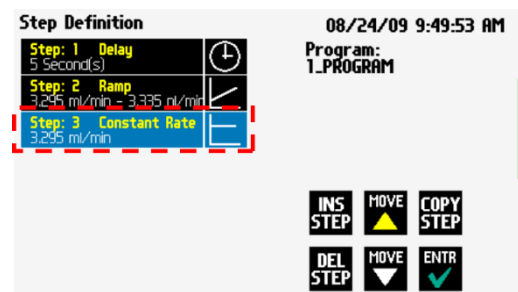 Step Definition
08/24/09 9:49:53 AM
Step: 1 Delay
5 Second(s)
Program:
1_PROGRAM
Step: 2 Ramp
3.295 ml/min - 3.335 nl/min
Step: 3 Constant Rate
3.295 ml/min
INS STEP
MOVE
COPY STEP
DEL STEP
MOVE
ENTR